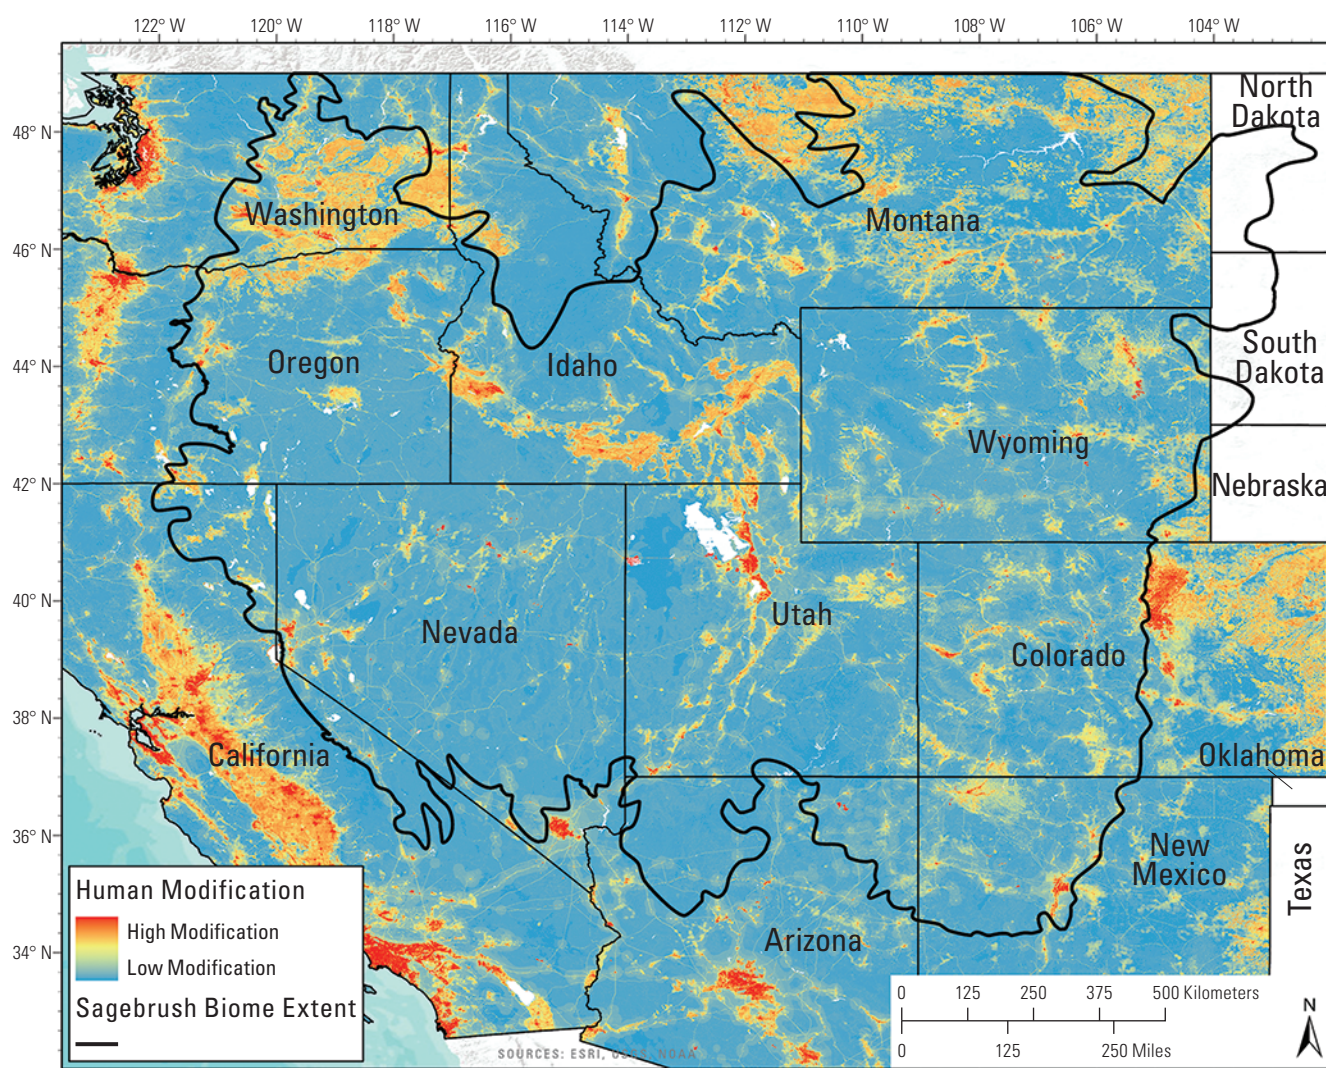 122° W 120° W 118° W 116° W 114° W 112° W 110° W 108° W 106° W 104° W
48° N
46° N
44° N
42° N
40° N
38° N
36° N
34° N
North
Dakota
Washington
Montana
Oregon
Idaho
South
Dakota
Wyoming
Nebraska
Nevada
Utah
Colorado
California
Oklahoma
New
Mexico
Texas
Arizona
Human Modification
High Modification
Low Modification
Sagebrush Biome Extent
0 125 250 375 500 Kilometers
0 125 250 Miles
N
SOURCES: ESRI, USGS, NOAA